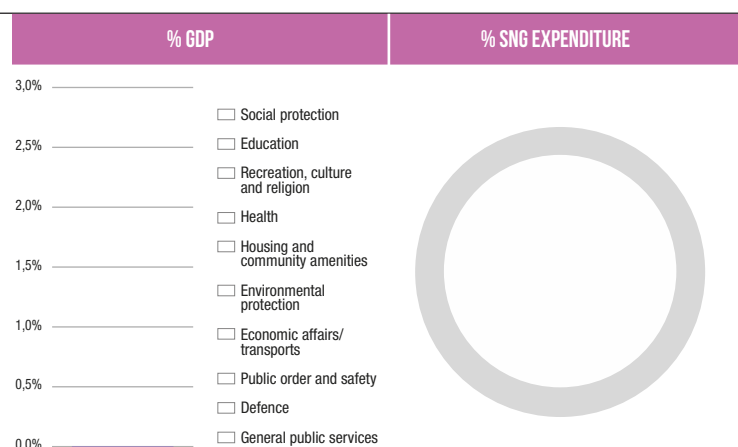 % GDP
% SNG EXPENDITURE
3,0%
2,5%
2,0%
1,5%
1,0%
0,5%
0,0%
Social protection
Education
Recreation, culture
and religion
Health
Housing and
community amenities
Environmental
protection
Economic affairs/
transports
Public order and safety
Defence
General public services